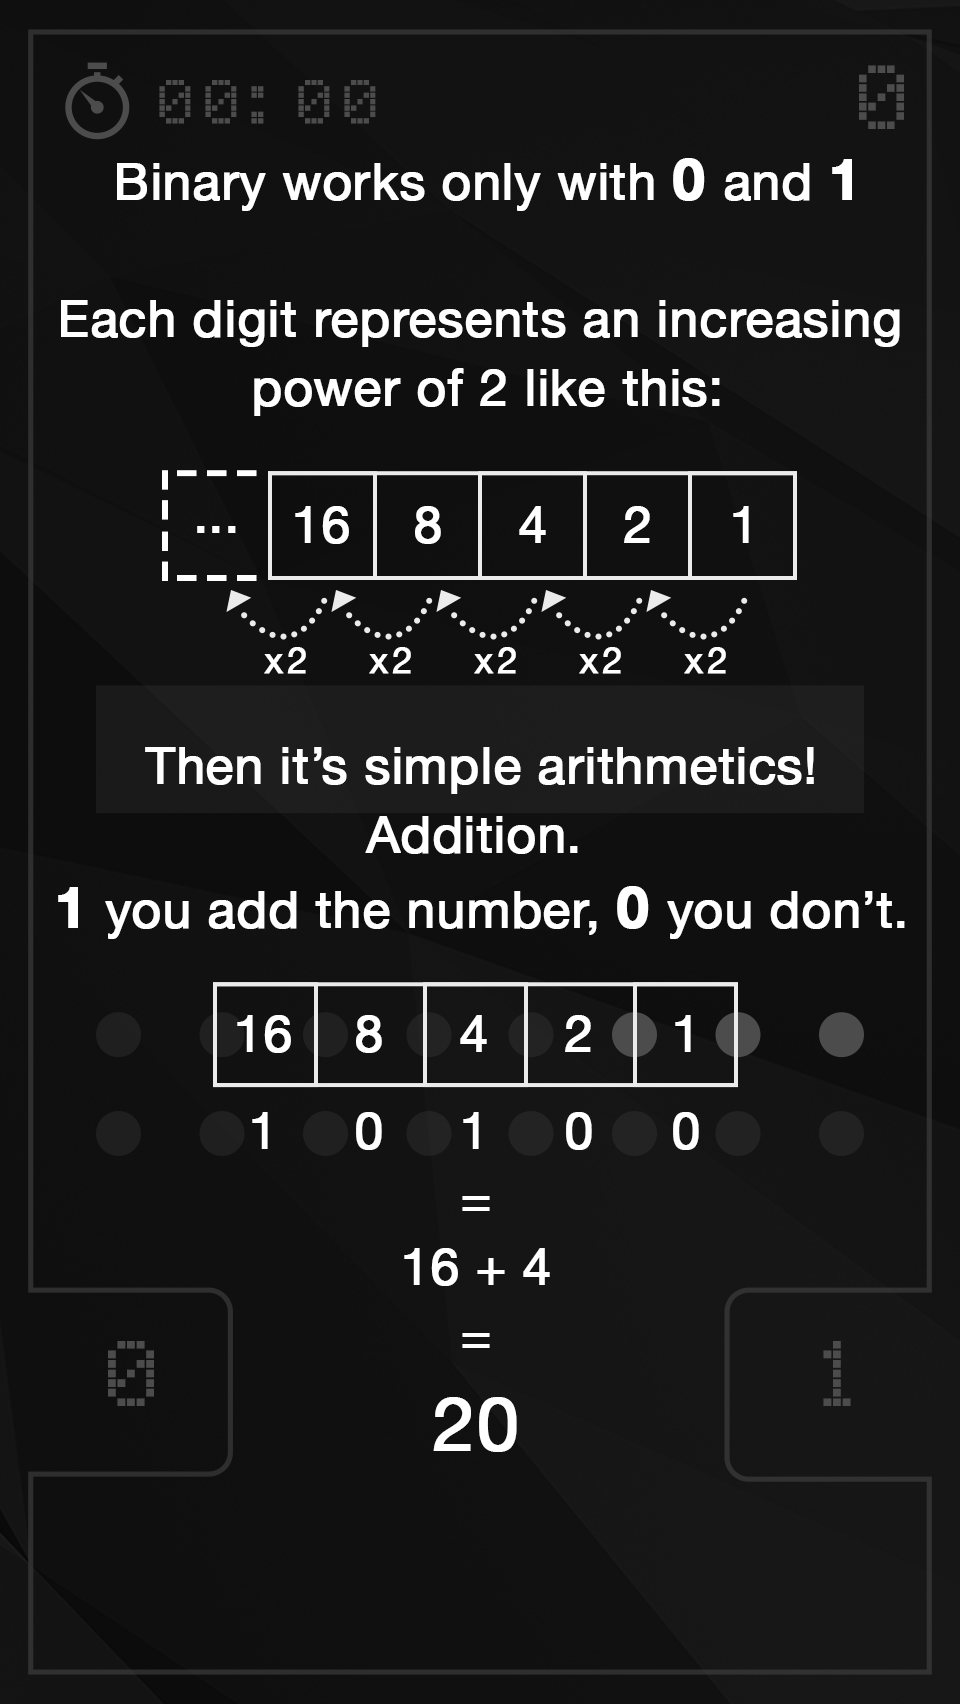 00:00 0
Binary works only with 0 and 1
Each digit represents an increasing
power of 2 like this:
... 16 8 4 2 1
x2 x2 x2 x2 x2
Then it’s simple arithmetics!
Addition.
1 you add the number, 0 you don’t.
16 8 4 2 1
1 0 1 0 0
=
16 + 4
=
0 1
20